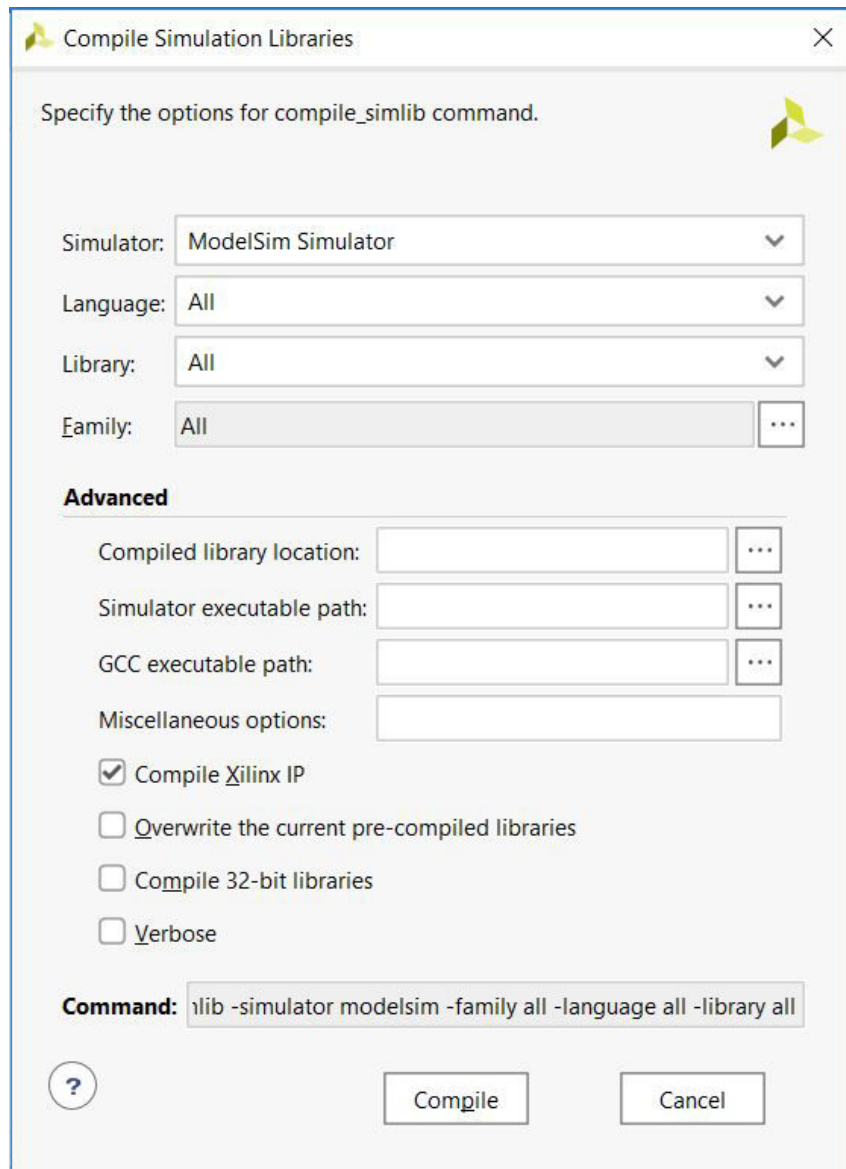 Compile Simulation Libraries
Specify the options for compile_simlib command.
Simulator: ModelSim Simulator
Language: All
Library: All
Family: All ...
Advanced
Compiled library location: ...
Simulator executable path: ...
GCC executable path: ...
Miscellaneous options:
Compile Xilinx IP
Overwrite the current pre-compiled libraries
Compile 32-bit libraries
Verbose
Command: -simulator modelsim -family all -language all -library all
? Compile Cancel